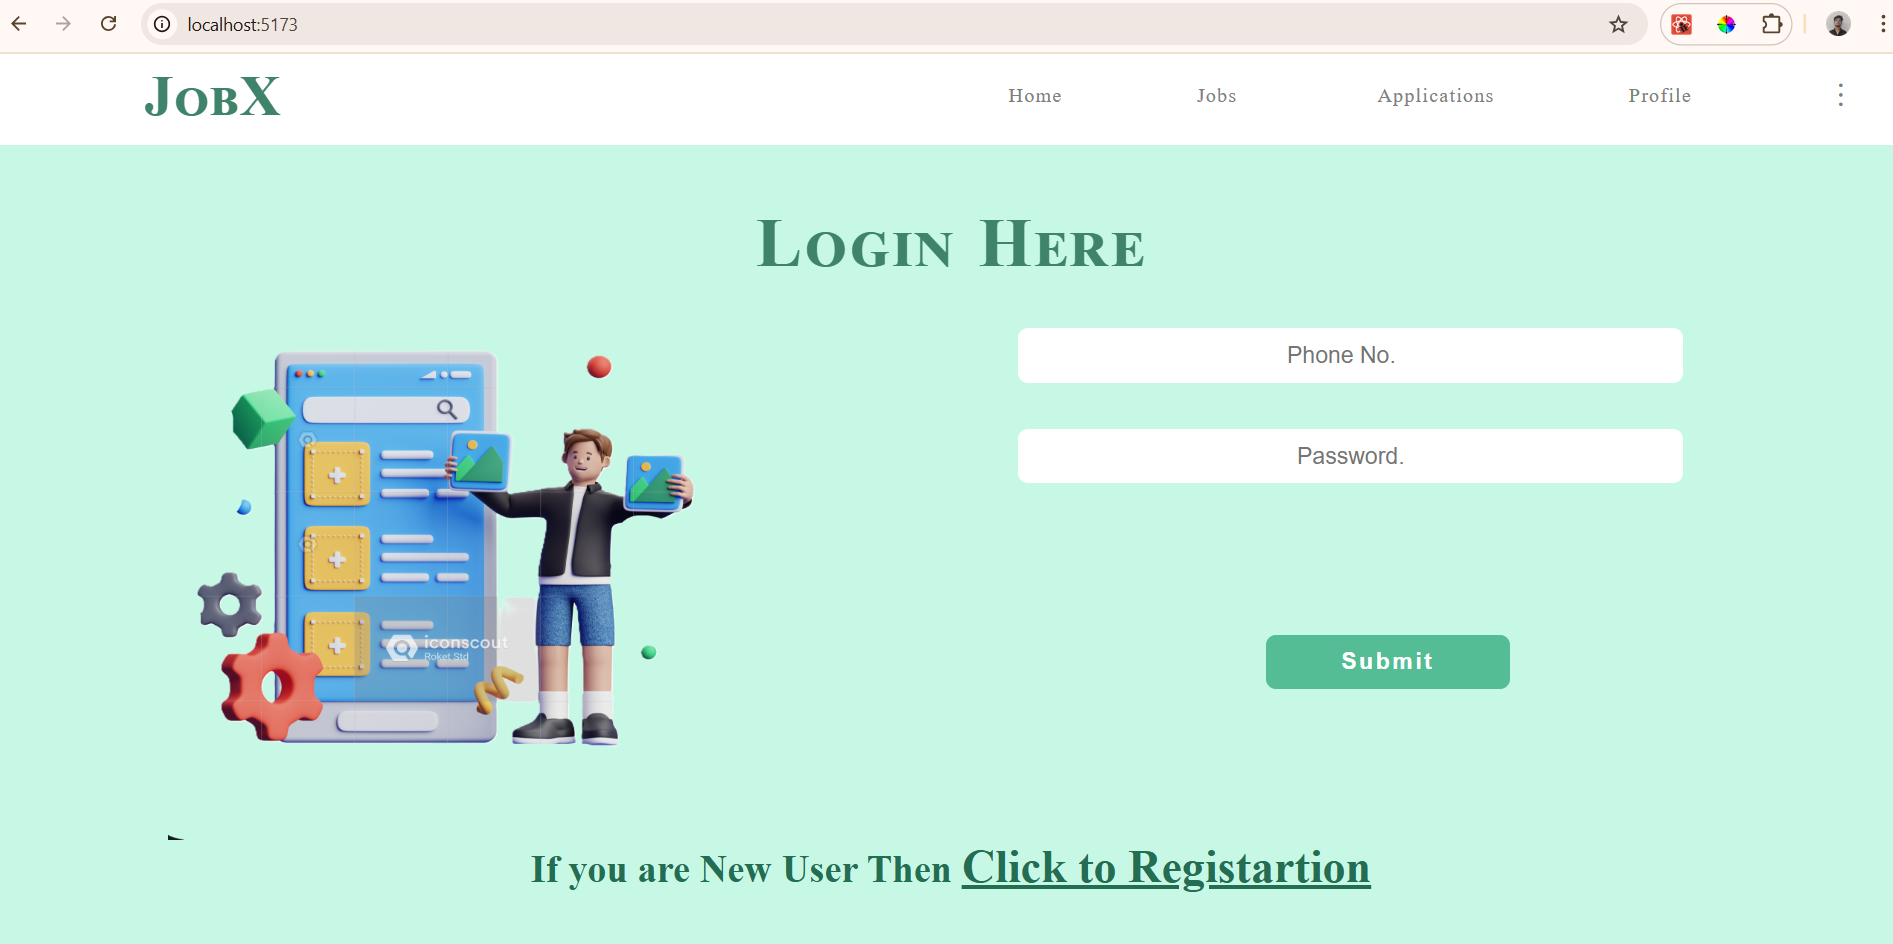 localhost:5173
JobX
Home Jobs Applications Profile
Login Here
Phone No.
Password.
iconscout
Roket Std
Submit
If you are New User Then Click to Registartion